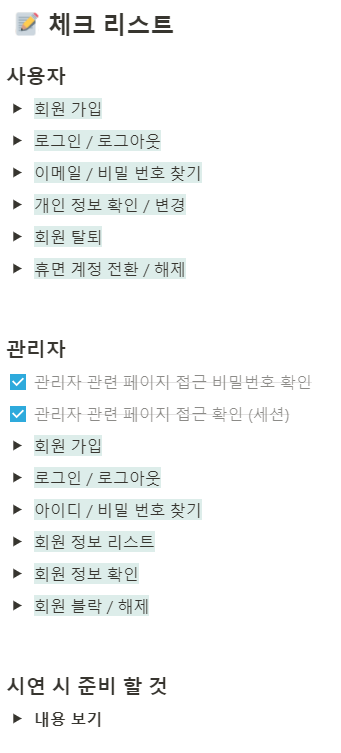 체크 리스트
사용자
회원 가입
로그인 / 로그아웃
이메일 / 비밀 번호 찾기
개인 정보 확인 / 변경
회원 탈퇴
휴면 계정 전환 / 해제
관리자
관리자 관련 페이지 접근 비밀번호 확인
관리자 관련 페이지 접근 확인 (세션)
회원 가입
로그인 / 로그아웃
아이디 / 비밀 번호 찾기
회원 정보 리스트
회원 정보 확인
회원 블락 / 해제
시연 시 준비 할 것
내용 보기